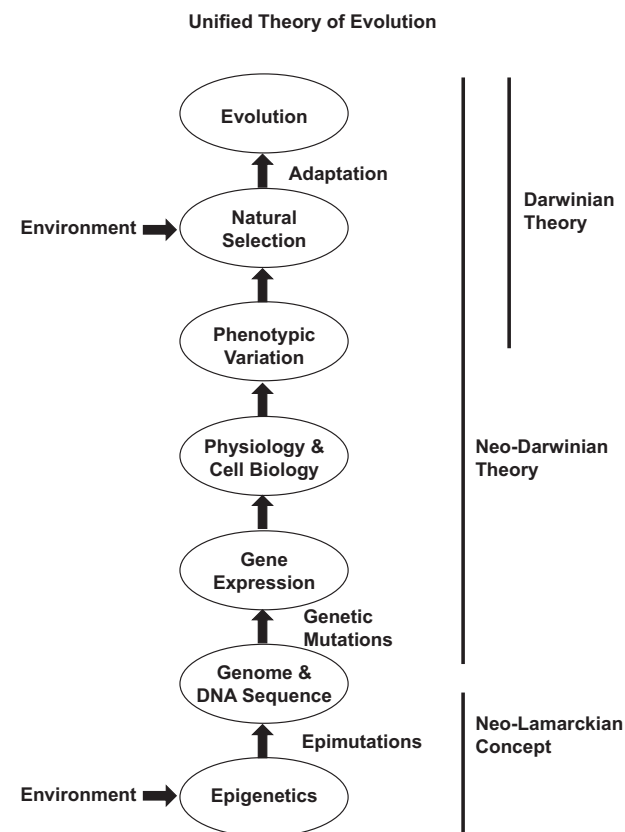 Unified Theory of Evolution
Evolution
Adaptation
Environment
Natural
Selection
Darwinian
Theory
Phenotypic
Variation
Physiology &
Cell Biology
Neo-Darwinian
Theory
Gene
Expression
Genetic
Mutations
Genome &
DNA Sequence
Neo-Lamarckian
Concept
Epimutations
Environment
Epigenetics